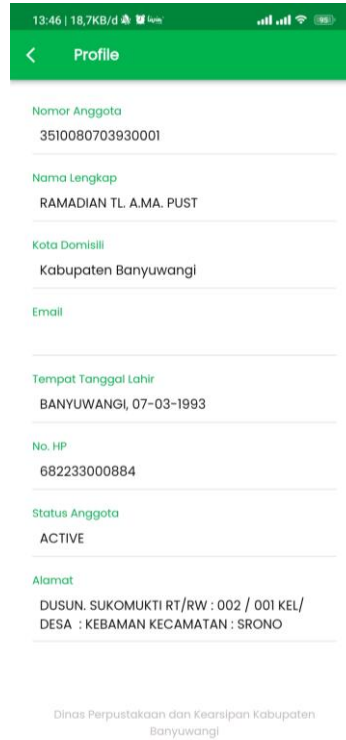 13:46 | 18,7KB/d
95
Profile
Nomor Anggota
3510080703930001
Nama Lengkap
RAMADIAN TL. A.MA. PUST
Kota Domisili
Kabupaten Banyuwangi
Email
Tempat Tanggal Lahir
BANYUWANGI, 07-03-1993
No. HP
682233000884
Status Anggota
ACTIVE
Alamat
DUSUN. SUKOMUKTI RT/RW : 002 / 001 KEL/
DESA : KEBAMAN KECAMATAN : SRONO
Dinas Perpustakaan dan Kearsipan Kabupaten
Banyuwangi